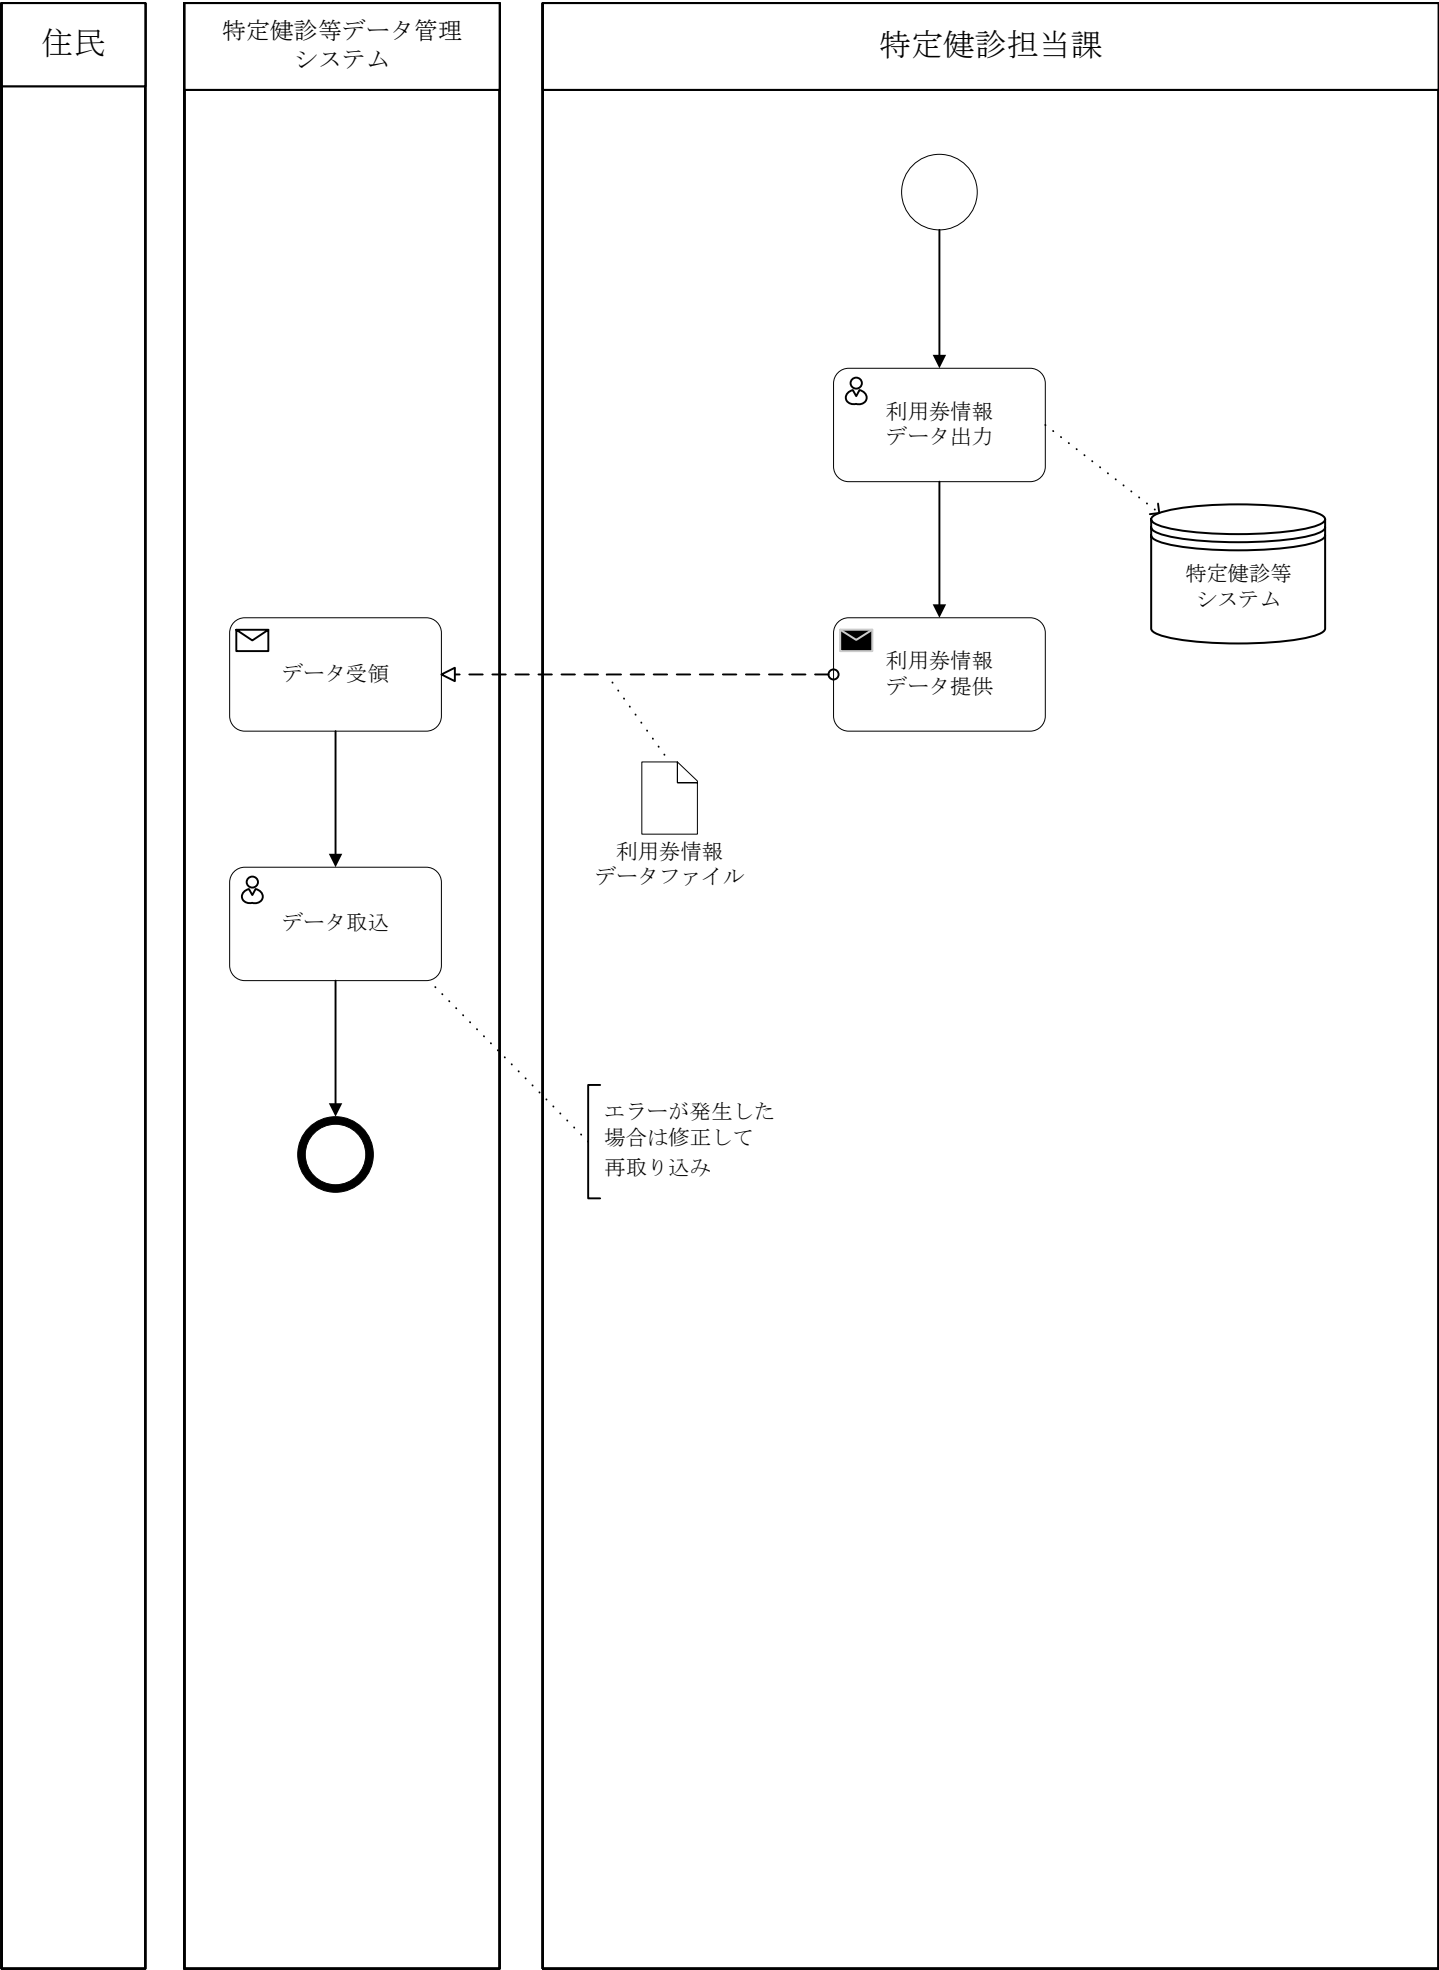 住民
特定健診等データ管理
システム
特定健診担当課
利用券情報
データ出力
特定健診等
システム
データ受領
利用券情報
データ提供
利用券情報
データファイル
データ取込
エラーが発生した
場合は修正して
再取り込み